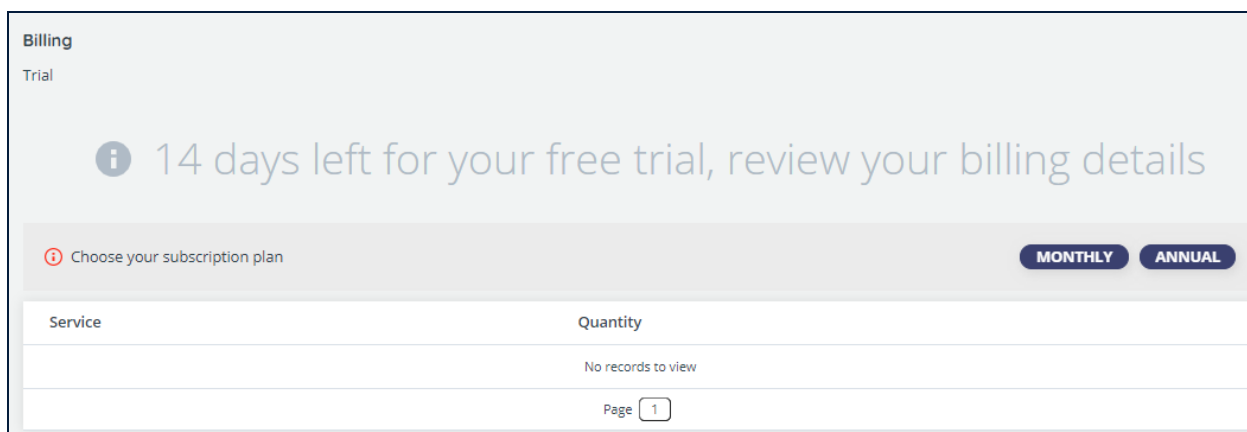 Billing
Trial
14 days left for your free trial, review your billing details
Choose your subscription plan MONTHLY ANNUAL
Service Quantity
No records to view
Page 1